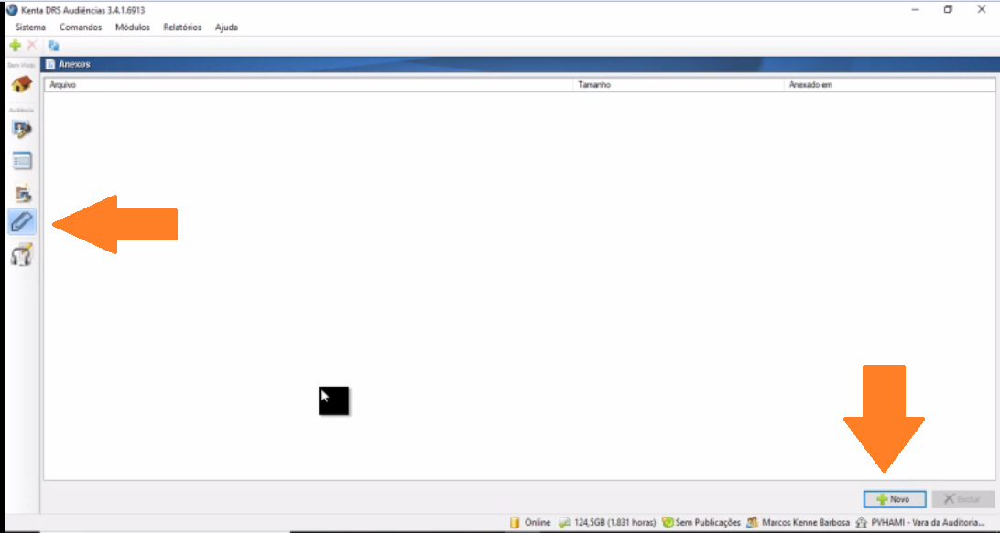 Kenta DRS Audiências 3.4.1.6913
Sistema Comandos Módulos Relatórios Ajuda
Bem-Vindo
Anexos
Arquivo Tamanho Anexado em
Audiência
Novo Excluir
Online 124,5GB (1.831 horas) Sem Publicações Marcos Kenne Barbosa PVHAMI - Vara da Auditoria...